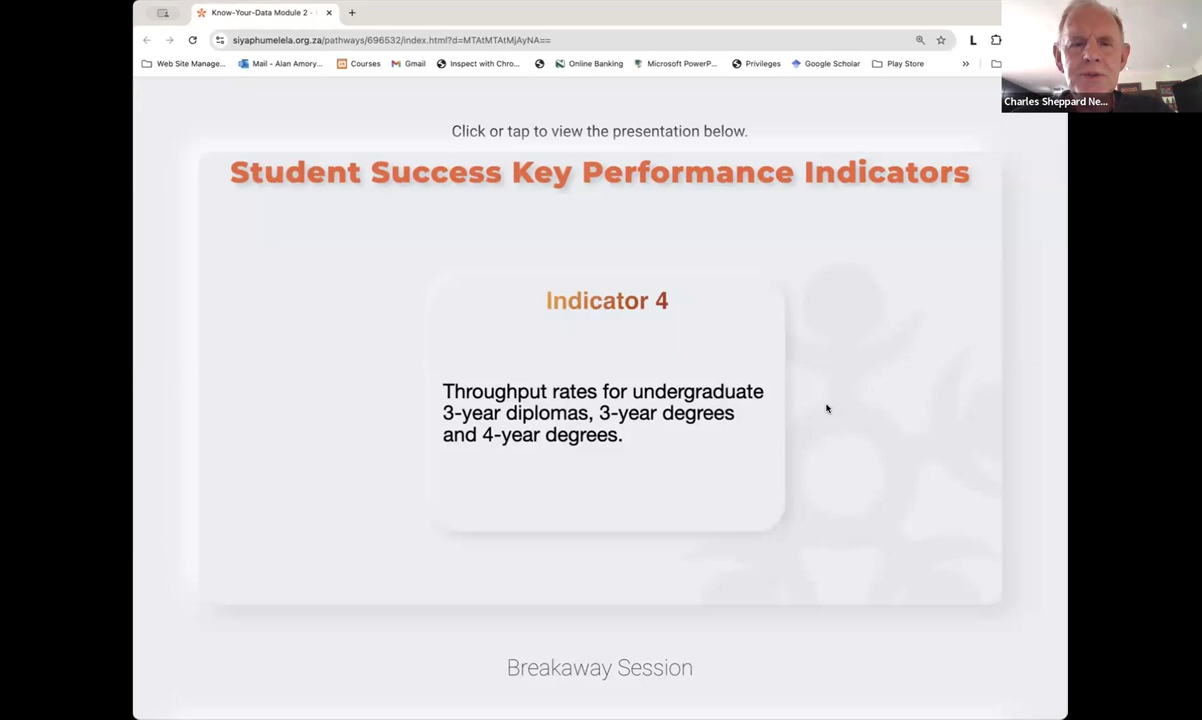 Know-Your-Data Module 2 -
siyaphumelela.org.za/pathways/696532/index.html?d=MTAtMTAtMjAyNA==
L
Web Site Manage...
Mail - Alan Amory...
Courses
Gmail
Inspect with Chro...
Online Banking
Microsoft PowerP...
Privileges
Google Scholar
Play Store
»
Charles Sheppard Ne...
Click or tap to view the presentation below.
Student Success Key Performance Indicators
Indicator 4
Throughput rates for undergraduate
3-year diplomas, 3-year degrees
and 4-year degrees.
Breakaway Session